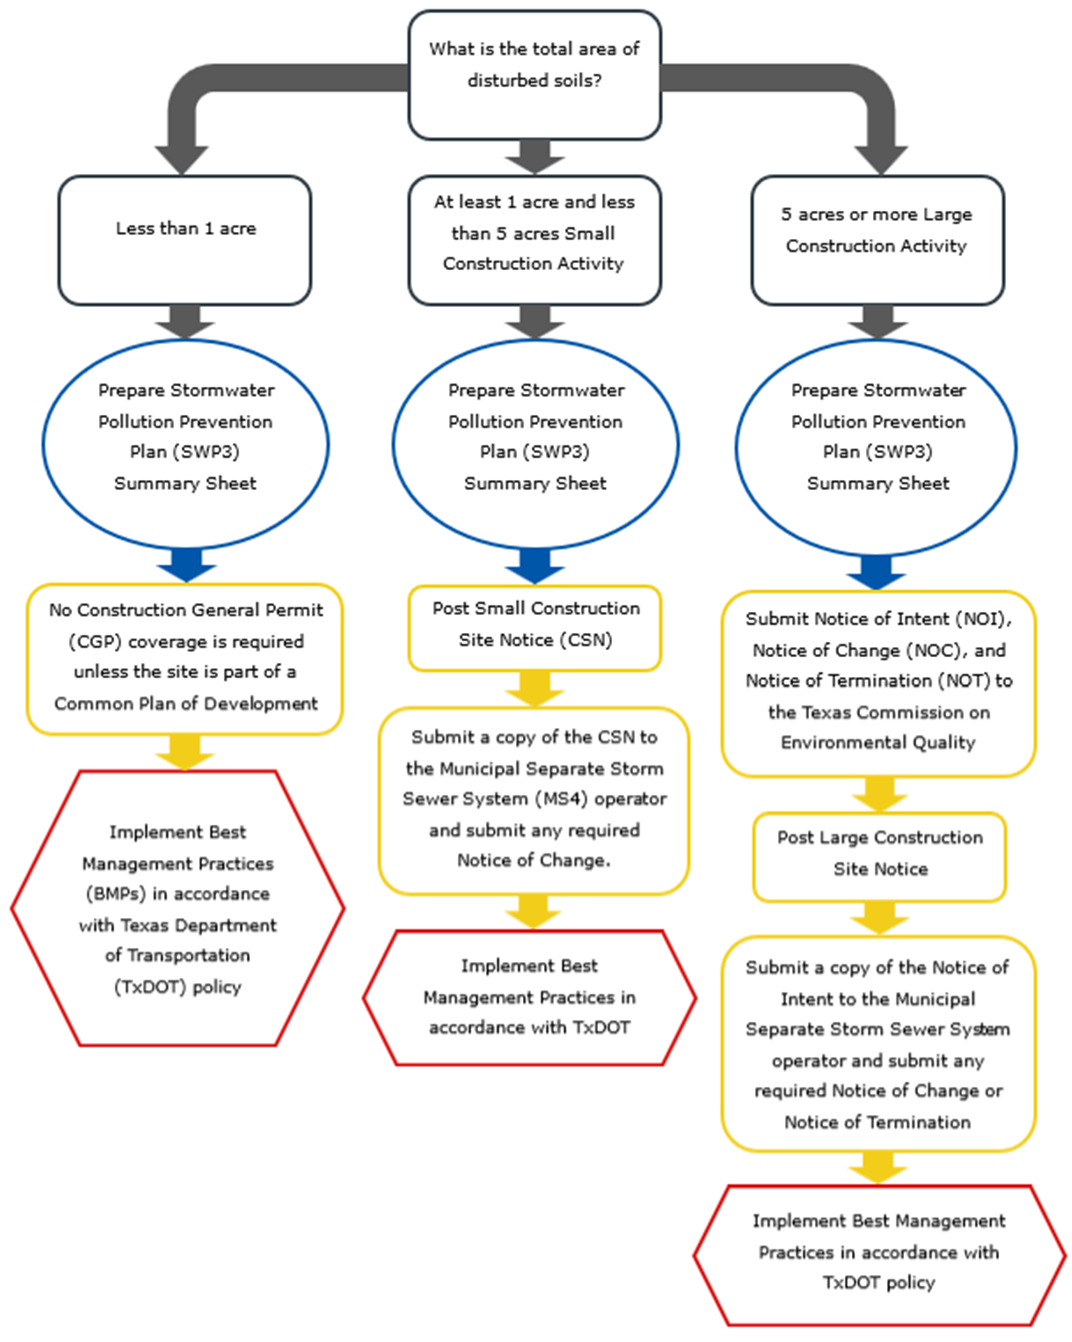 What is the total area of
disturbed soils?
Less than 1 acre
At least 1 acre and less
than 5 acres Small
Construction Activity
5 acres or more Large
Construction Activity
Prepare Stormwater
Pollution Prevention
Plan (SWP3)
Summary Sheet
Prepare Stormwater
Pollution Prevention
Plan (SWP3)
Summary Sheet
Prepare Stormwater
Pollution Prevention
Plan (SWP3)
Summary Sheet
No Construction General Permit
(CGP) coverage is required
unless the site is part of a
Common Plan of Development
Post Small Construction
Site Notice (CSN)
Submit Notice of Intent (NOI),
Notice of Change (NOC), and
Notice of Termination (NOT) to
the Texas Commission on
Environmental Quality
Submit a copy of the CSN to
the Municipal Separate Storm
Sewer System (MS4) operator
and submit any required
Notice of Change.
Implement Best
Management Practices
(BMPs) in accordance
with Texas Department
of Transportation
(TxDOT) policy
Post Large Construction
Site Notice
Implement Best
Management Practices in
accordance with TxDOT
Submit a copy of the Notice of
Intent to the Municipal
Separate Storm Sewer System
operator and submit any
required Notice of Change or
Notice of Termination
Implement Best Management
Practices in accordance with
TxDOT policy